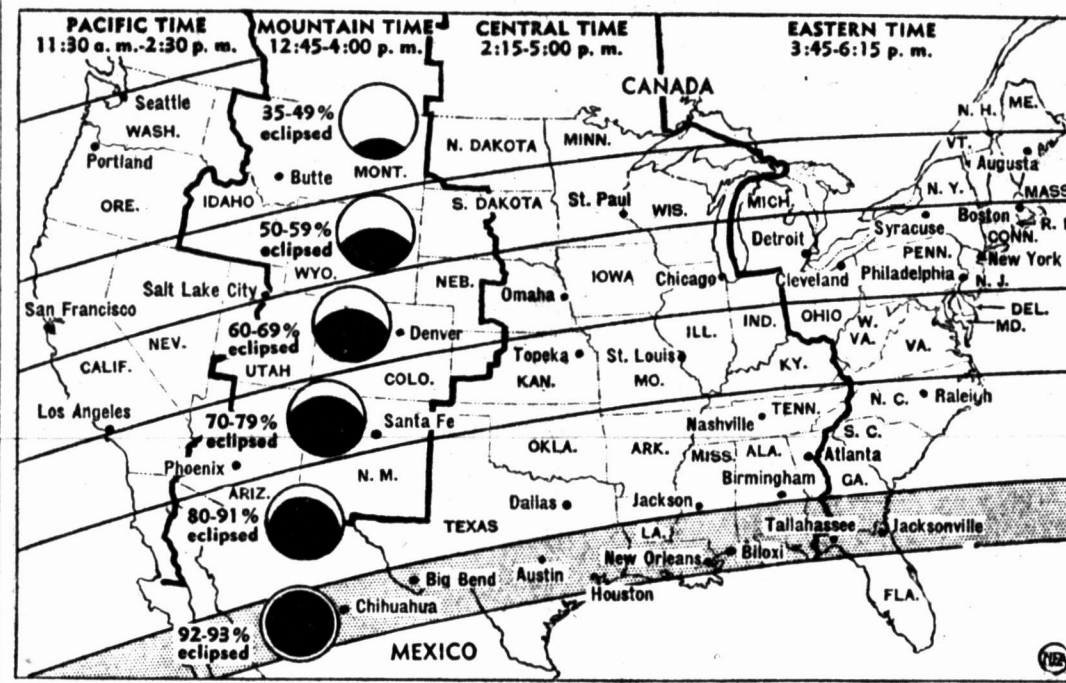 PACIFIC TIME
11:30 a. m.-2:30 p. m.
MOUNTAIN TIME
12:45-4:00 p. m.
CENTRAL TIME
2:15-5:00 p. m.
EASTERN TIME
3:45-6:15 p. m.
CANADA
Seattle
WASH.
Portland
ORE.
IDAHO
Butte
MONT.
35-49%
eclipsed
N. DAKOTA
MINN.
S. DAKOTA
St. Paul
WIS.
MICH.
Detroit
N. H.
ME.
VT.
Augusta
N. Y.
MASS
Boston
Syracuse
R. I
CONN.
New York
PENN.
Philadelphia
N. J.
Cleveland
50-59%
eclipsed
WYO.
Salt Lake City
San Francisco
NEB.
IOWA
Omaha
Chicago
DEL.
MD.
OHIO
W.
VA.
VA.
IND.
ILL.
60-69%
eclipsed
Denver
NEV.
UTAH
CALIF.
COLO.
Topeka
KAN.
St. Louis
MO.
KY.
Los Angeles
70-79%
eclipsed
Santa Fe
N. C.
Raleigh
TENN.
Nashville
S. C.
OKLA.
ARK.
MISS.
ALA.
Atlanta
GA.
Birmingham
Phoenix
ARIZ.
N. M.
80-91%
eclipsed
Dallas
Jackson
TEXAS
LA.
Tallahassee
Jacksonville
New Orleans
Biloxi
Big Bend
Austin
Houston
FLA.
Chihuahua
92-93%
eclipsed
MEXICO
NEA